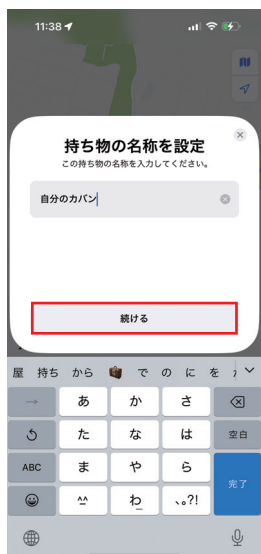 11:38
持ち物の名称を設定
この持ち物の名称を入力してください。
自分のカバン
続ける
屋 持ち から で の に を
→ あ か さ
た な は 空白
ABC ま や ら
完了
^^ わ_ 、。?!